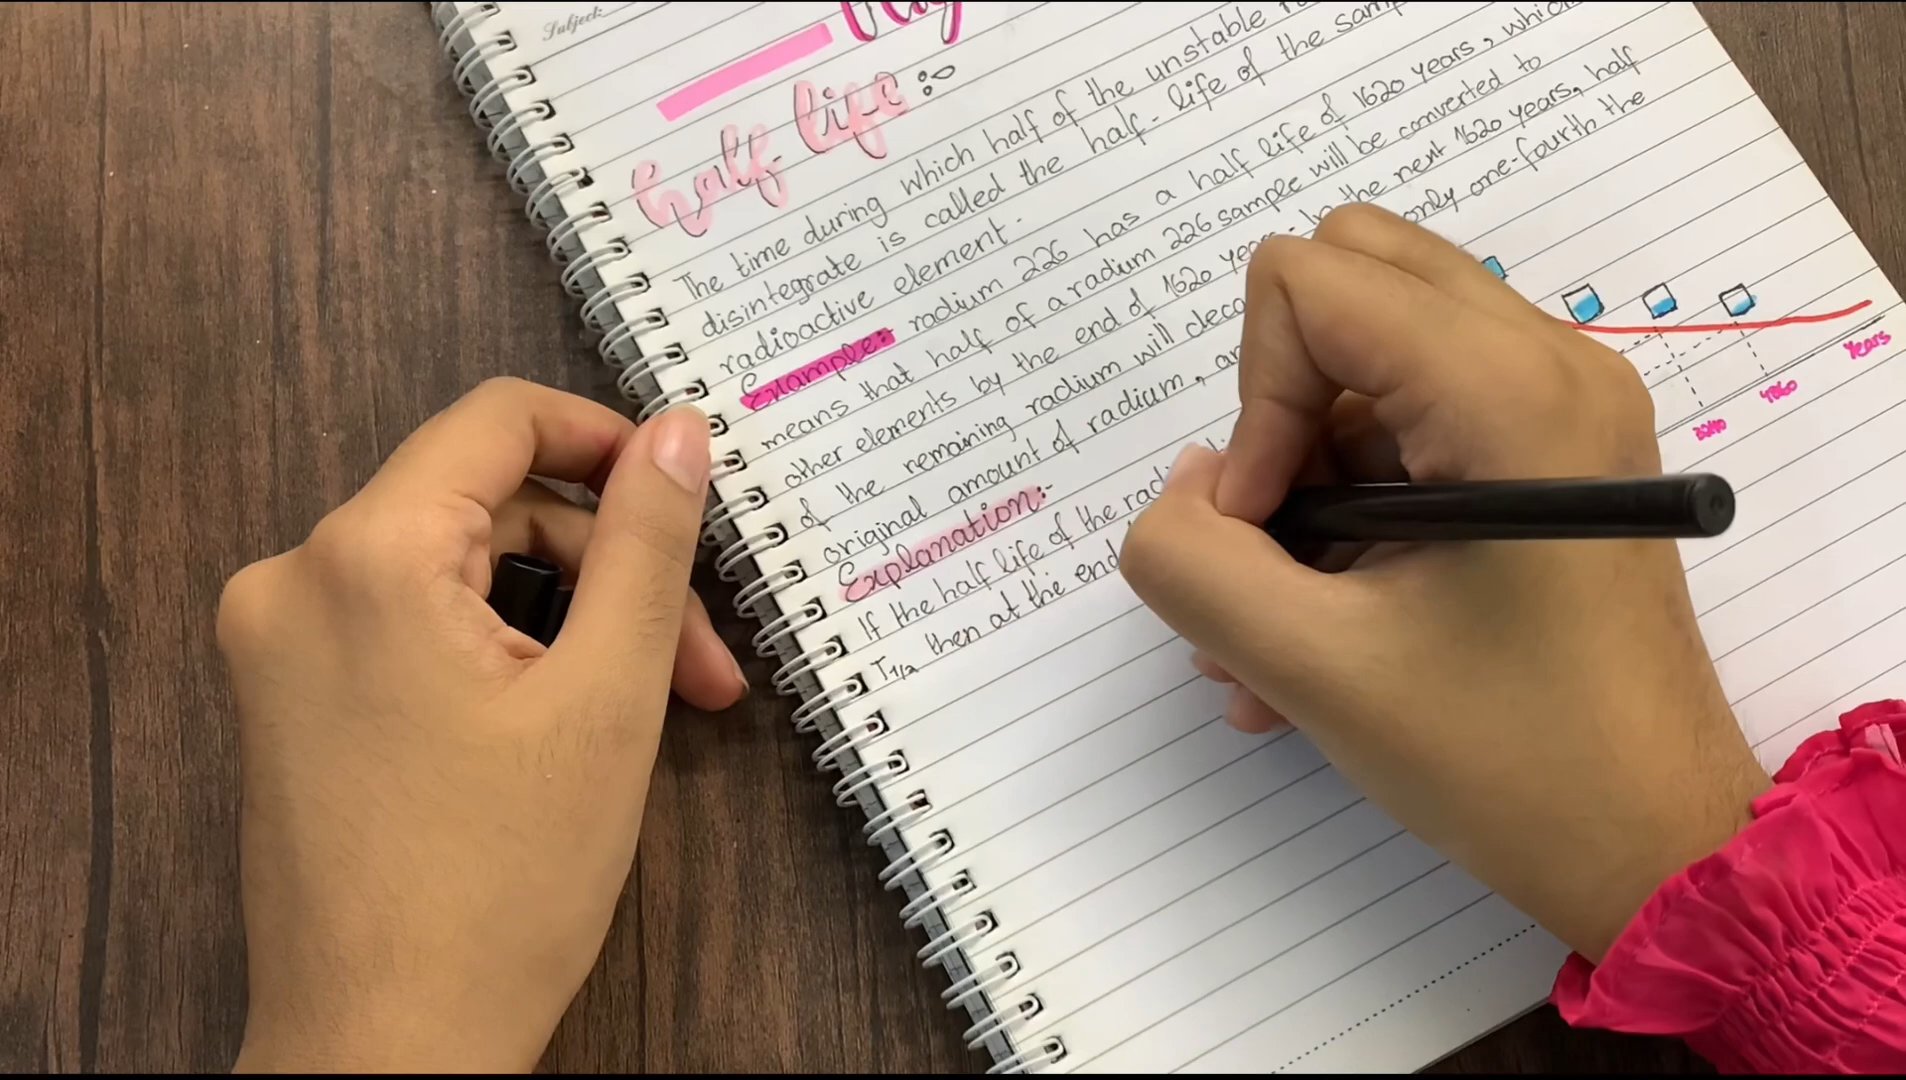 Subject:
half life :-
The time during which half of the unstable
disintegrate is called the half-life of the
radioactive element.
Example:- radium 226 has a half life of 1620 years, which
means that half of a radium 226 sample will be converted to
other elements by the end of 1620 years. In the next 1620 years, half
of the remaining radium will only one-fourth the
original amount of radium,
Explanation:-
If the half life of the
T1/2 then at the end
Years
4860
3240